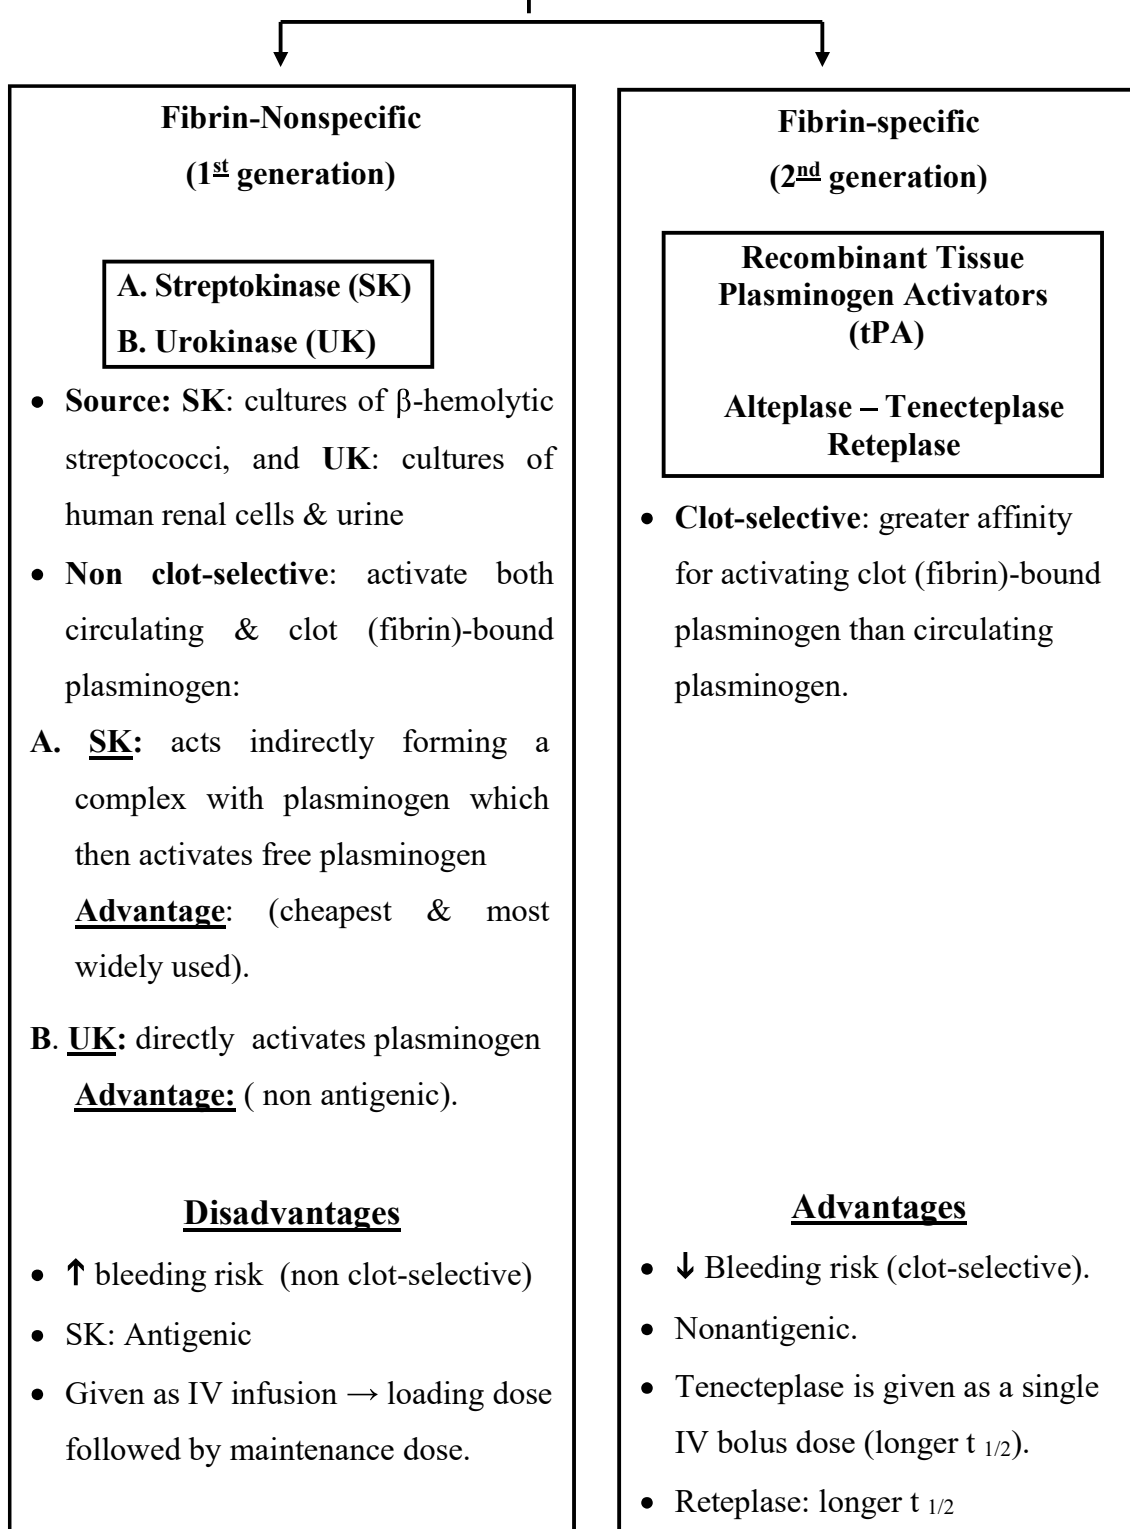 Fibrin-Nonspecific
(1st generation)
A. Streptokinase (SK)
B. Urokinase (UK)
• Source: SK: cultures of β-hemolytic
streptococci, and UK: cultures of
human renal cells & urine
• Non clot-selective: activate both
circulating & clot (fibrin)-bound
plasminogen:
A. SK: acts indirectly forming a
complex with plasminogen which
then activates free plasminogen
Advantage: (cheapest & most
widely used).
B. UK: directly activates plasminogen
Advantage: ( non antigenic).
Disadvantages
• ↑ bleeding risk (non clot-selective)
• SK: Antigenic
• Given as IV infusion → loading dose
followed by maintenance dose.
Fibrin-specific
(2nd generation)
Recombinant Tissue
Plasminogen Activators
(tPA)
Alteplase – Tenecteplase
Reteplase
• Clot-selective: greater affinity
for activating clot (fibrin)-bound
plasminogen than circulating
plasminogen.
Advantages
• ↓ Bleeding risk (clot-selective).
• Nonantigenic.
• Tenecteplase is given as a single
IV bolus dose (longer t 1/2).
• Reteplase: longer t 1/2